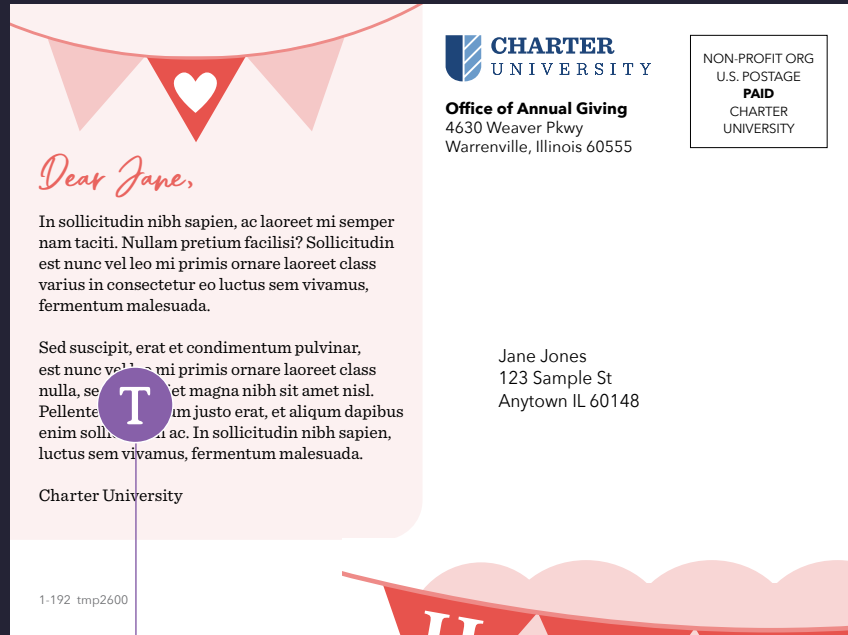 Dear Jane,
In sollicitudin nibh sapien, ac laoreet mi semper
nam taciti. Nullam pretium facilisi? Sollicitudin
est nunc vel leo mi primis ornare laoreet class
varius in consectetur eo luctus sem vivamus,
fermentum malesuada.
Sed suscipit, erat et condimentum pulvinar,
est nunc mi primis ornare laoreet class
nulla, magna nibh sit amet nisl.
justo erat, et aliqum dapibus
enim ac. In sollicitudin nibh sapien,
luctus sem vivamus, fermentum malesuada.
T
Charter University
1-192 tmp2600
CHARTER
UNIVERSITY
Office of Annual Giving
4630 Weaver Pkwy
Warrenville, Illinois 60555
NON-PROFIT ORG
U.S. POSTAGE
PAID
CHARTER
UNIVERSITY
Jane Jones
123 Sample St
Anytown IL 60148